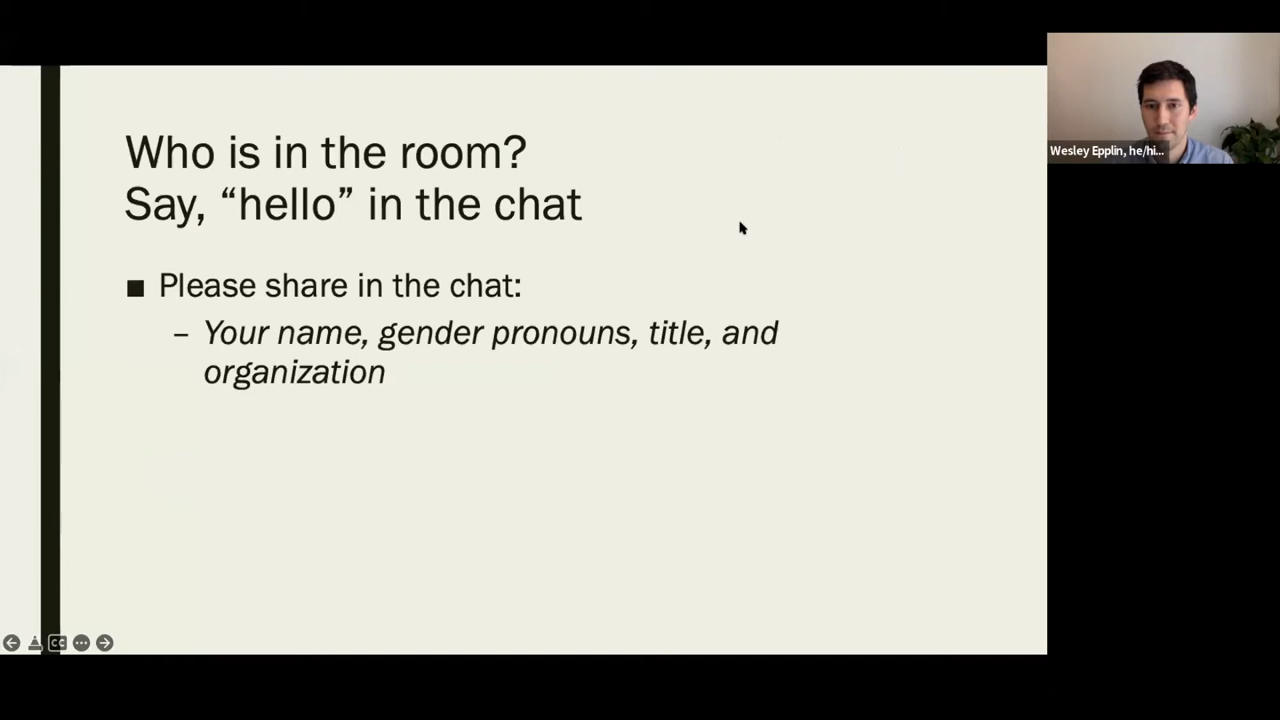 Who is in the room?
Say, “hello” in the chat
■ Please share in the chat:
– Your name, gender pronouns, title, and
organization
Wesley Epplin, he/hi...
CC